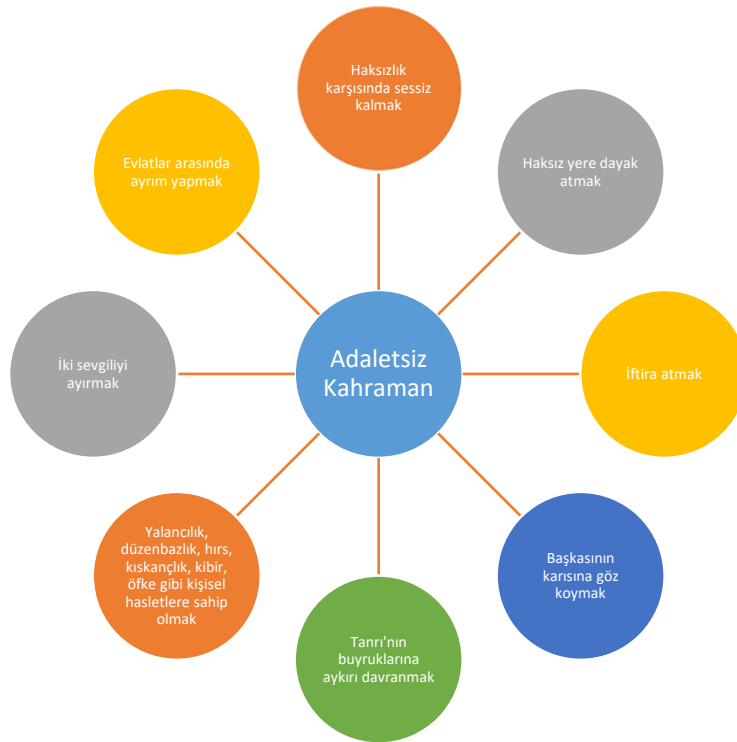 Haksızlık
karşısında sessiz
kalmak
Evlatlar arasında
ayrım yapmak
Haksız yere dayak
atmak
İki sevgiliyi
ayırmak
Adaletsiz
Kahraman
İftira atmak
Yalancılık,
düzenbazlık, hırs,
kıskançlık, kibir,
öfke gibi kişisel
hasletlere sahip
olmak
Başkasının
karısına göz
koymak
Tanrı'nın
buyruklarına
aykırı davranmak